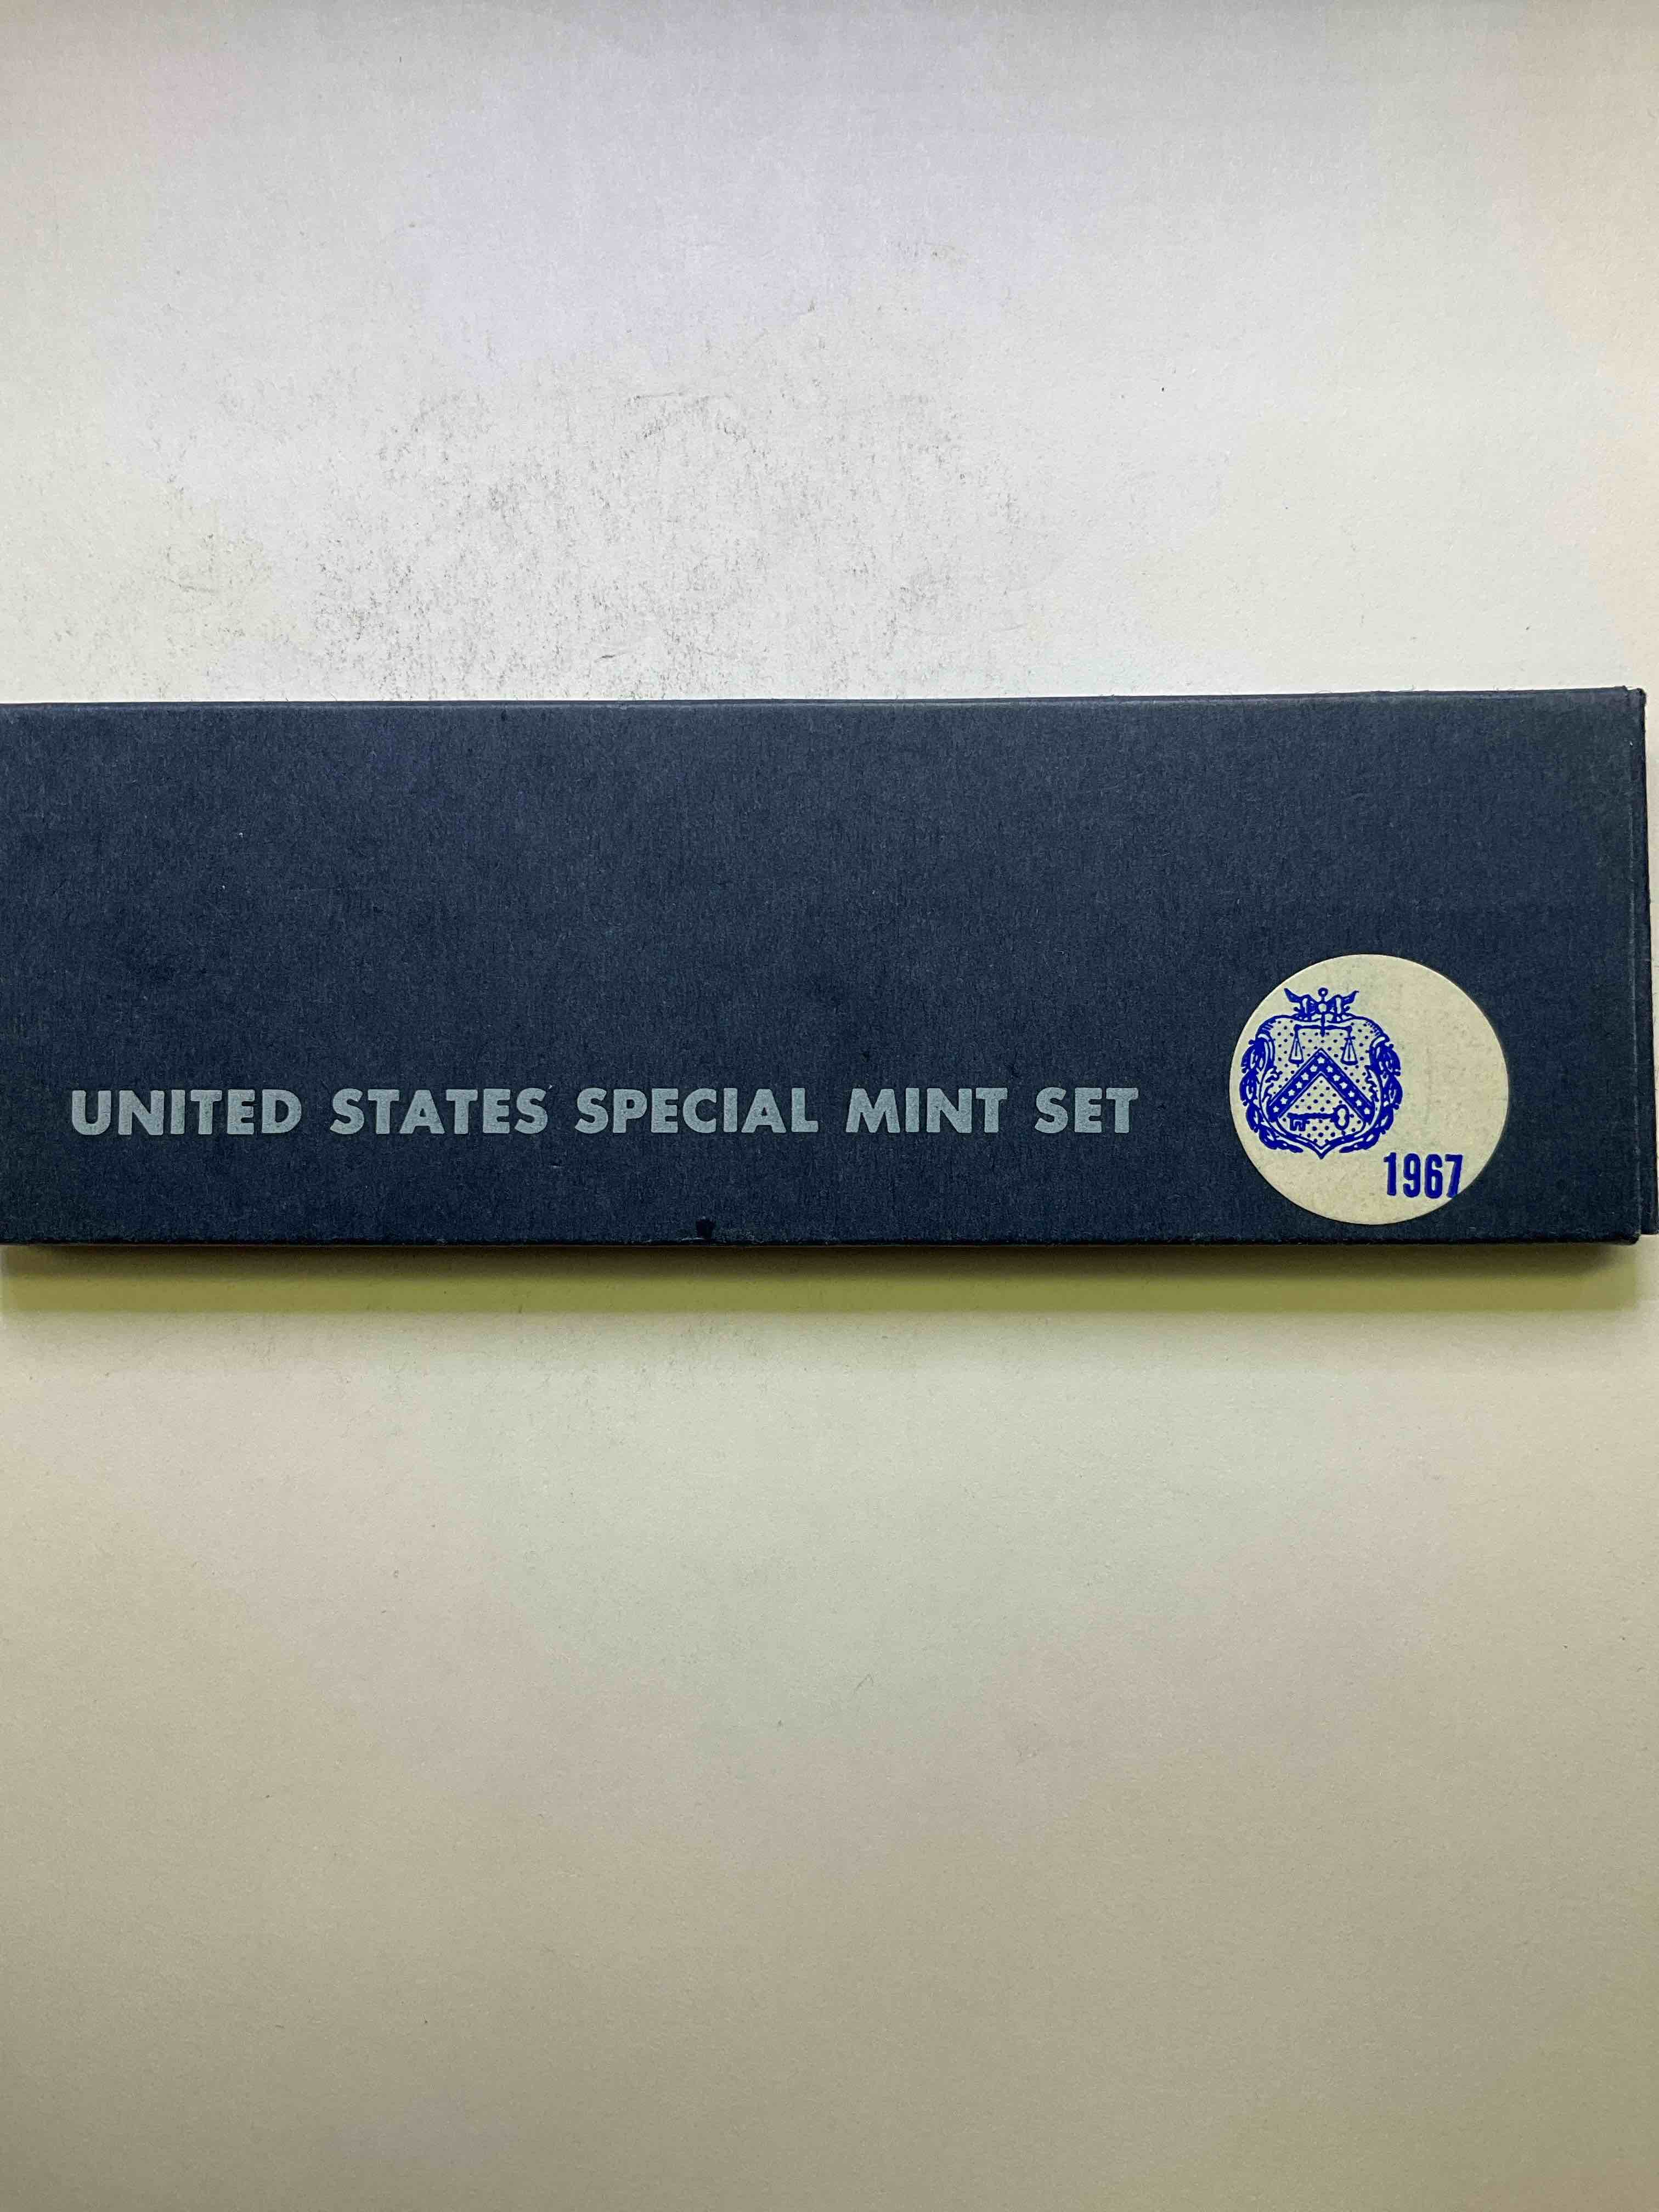 UNITED STATES SPECIAL MINT SET
1967